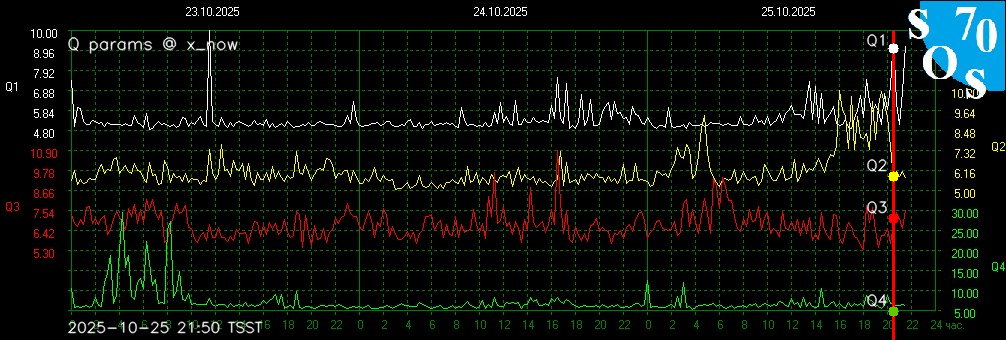 23.10.2025 24.10.2025 25.10.2025
SOS70
Q params @ x_now
10.00
8.96
7.92
6.88
5.84
4.80
Q1
10.90
9.78
8.66
7.54
6.42
5.30
Q3
Q1
Q2
Q3
Q4
10.80
9.64
8.48
7.32
6.16
5.00
Q2
30.00
25.00
20.00
15.00
10.00
5.00
Q4
2025-10-25 21:50 TSST
16 18 20 22 0 2 4 6 8 10 12 14 16 18 20 22 0 2 4 6 8 10 12 14 16 18 20 22 24 час.